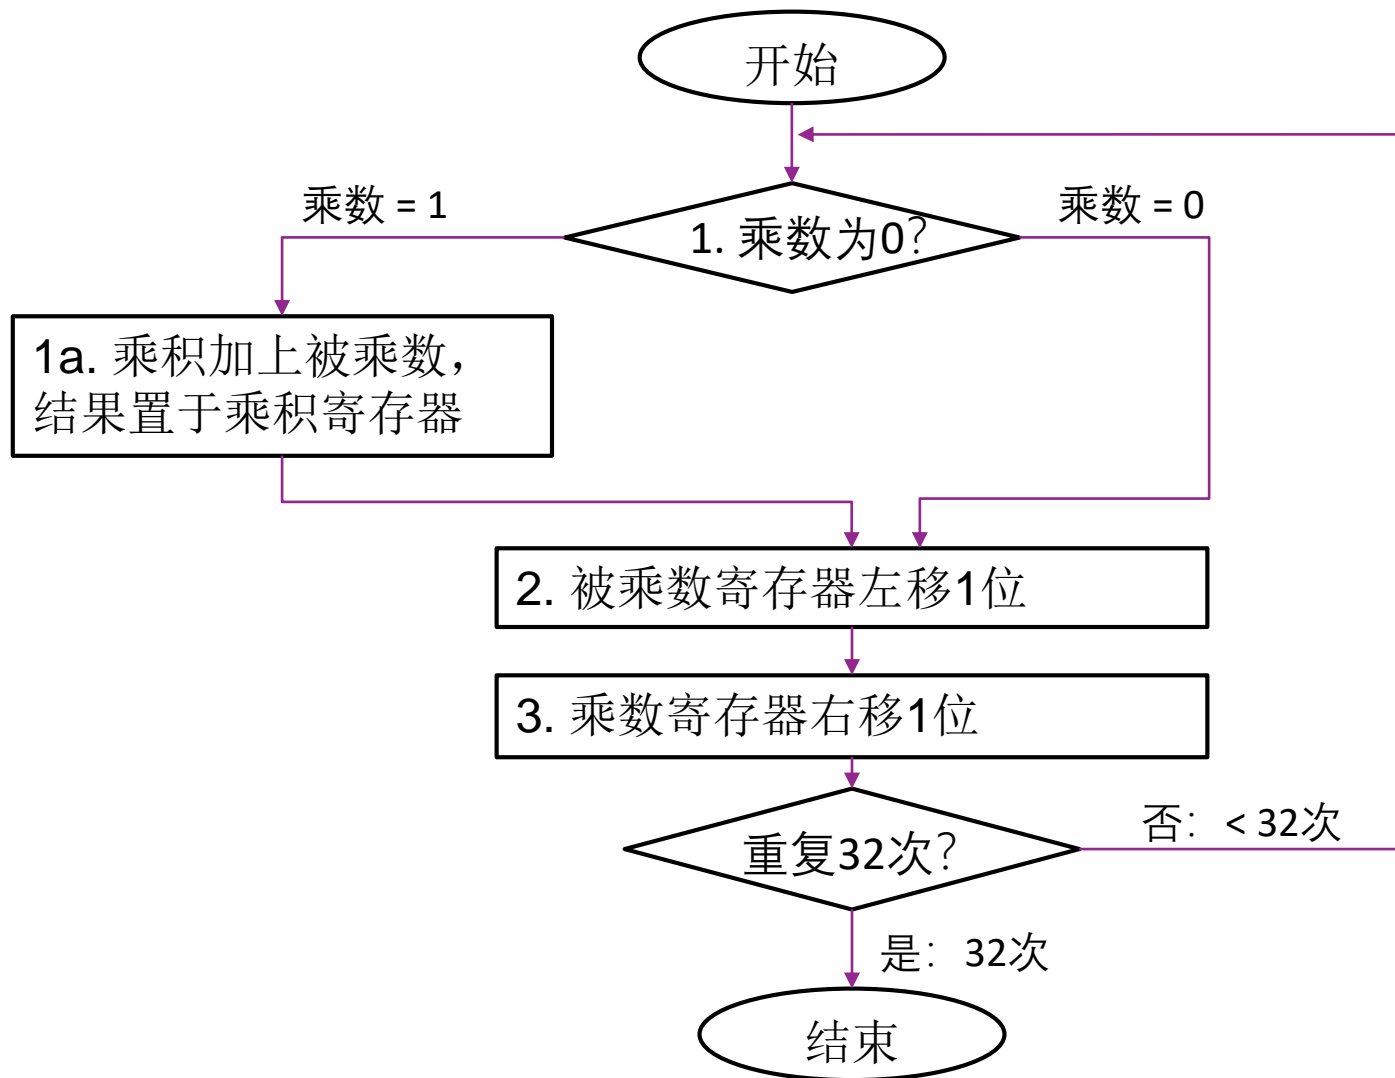 开始
乘数 = 1
乘数 = 0
1. 乘数为0？
1a. 乘积加上被乘数，
结果置于乘积寄存器
2. 被乘数寄存器左移1位
3. 乘数寄存器右移1位
重复32次？
否：< 32次
是：32次
结束